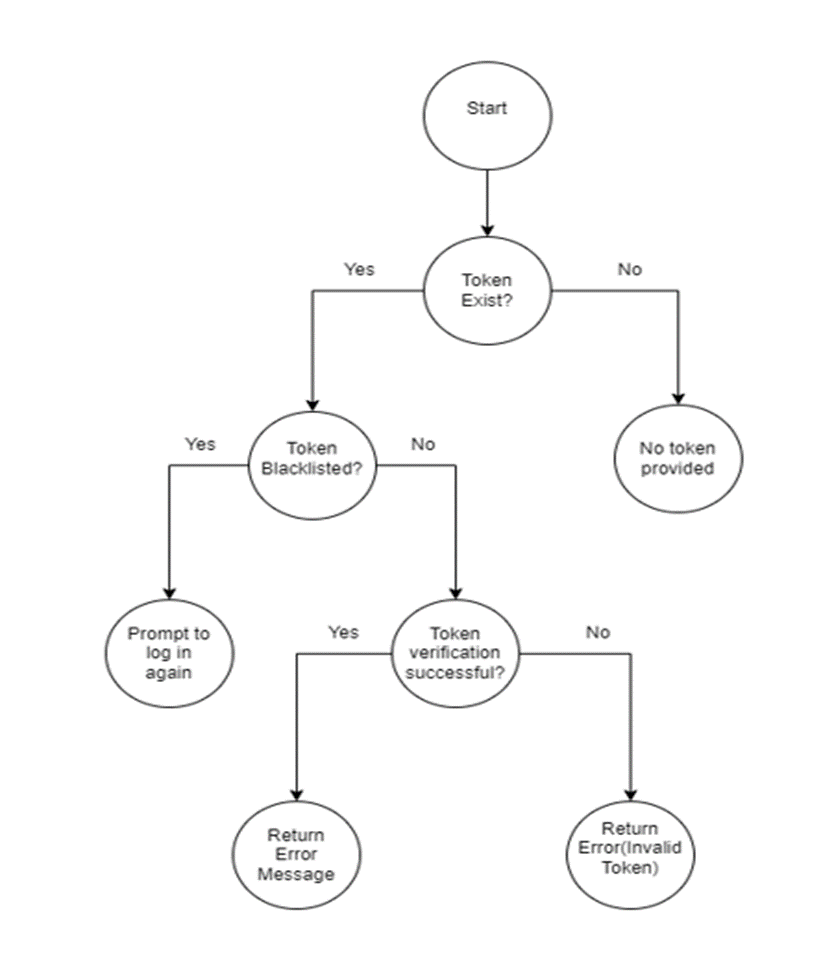 Start
Yes
Token
Exist?
No
Yes
Token
Blacklisted?
No
No token
provided
Prompt to
log in
again
Yes
Token
verification
successful?
No
Return
Error
Message
Return
Error(Invalid
Token)